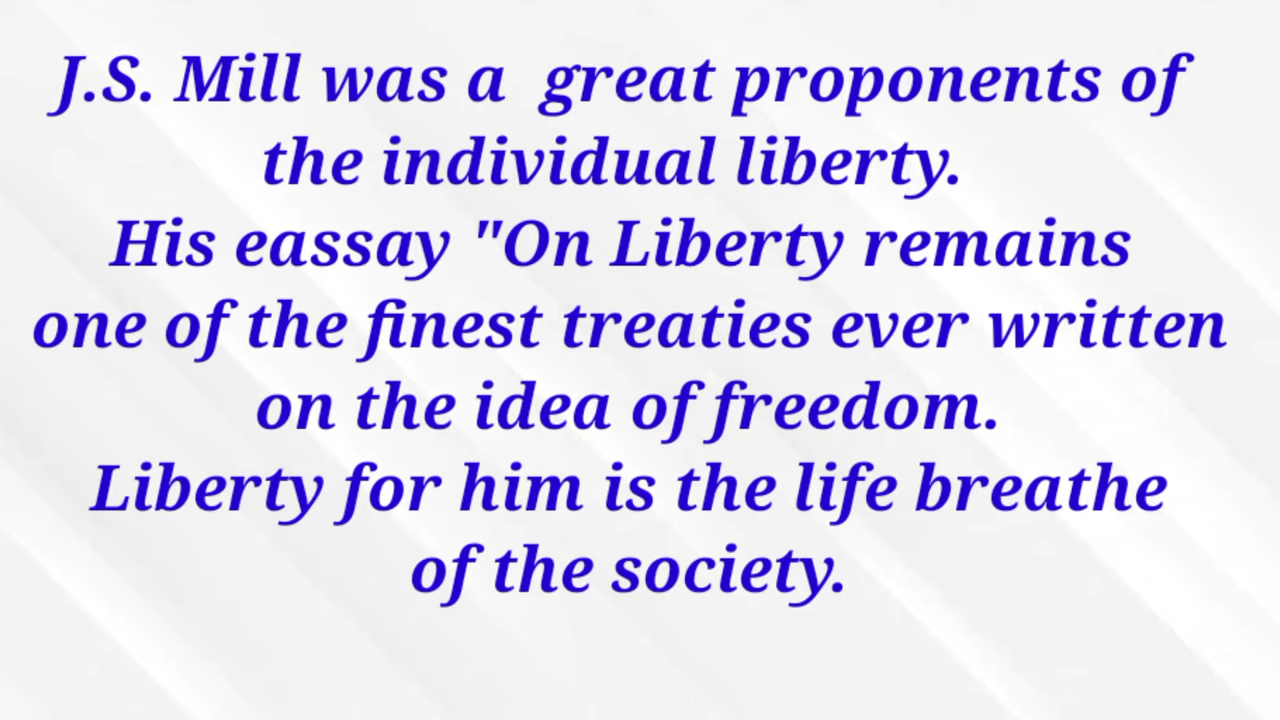 J.S. Mill was a  great proponents of
the individual liberty.
His eassay "On Liberty remains
one of the finest treaties ever written
on the idea of freedom.
Liberty for him is the life breathe
of the society.